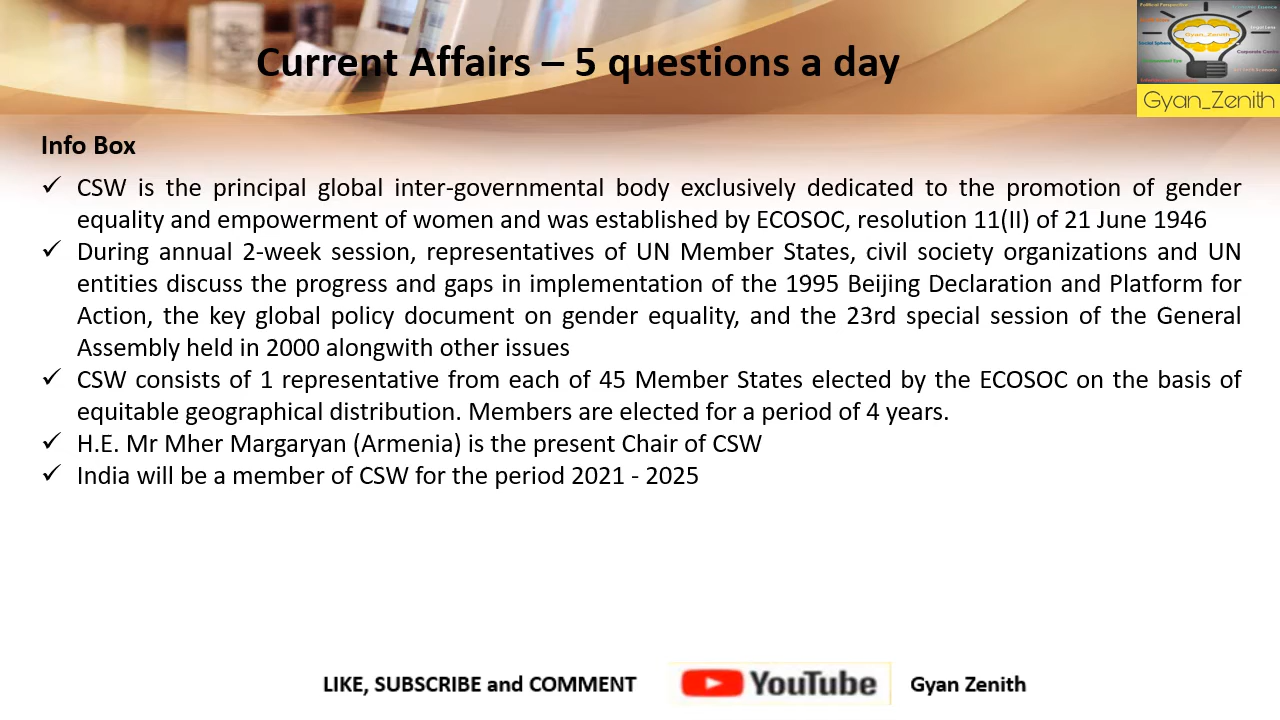 Current Affairs – 5 questions a day
Gyan_Zenith
Gyan_Zenith
Info Box
✓ CSW is the principal global inter-governmental body exclusively dedicated to the promotion of gender
equality and empowerment of women and was established by ECOSOC, resolution 11(II) of 21 June 1946
✓ During annual 2-week session, representatives of UN Member States, civil society organizations and UN
entities discuss the progress and gaps in implementation of the 1995 Beijing Declaration and Platform for
Action, the key global policy document on gender equality, and the 23rd special session of the General
Assembly held in 2000 alongwith other issues
✓ CSW consists of 1 representative from each of 45 Member States elected by the ECOSOC on the basis of
equitable geographical distribution. Members are elected for a period of 4 years.
✓ H.E. Mr Mher Margaryan (Armenia) is the present Chair of CSW
✓ India will be a member of CSW for the period 2021 - 2025
LIKE, SUBSCRIBE and COMMENT YouTube Gyan Zenith